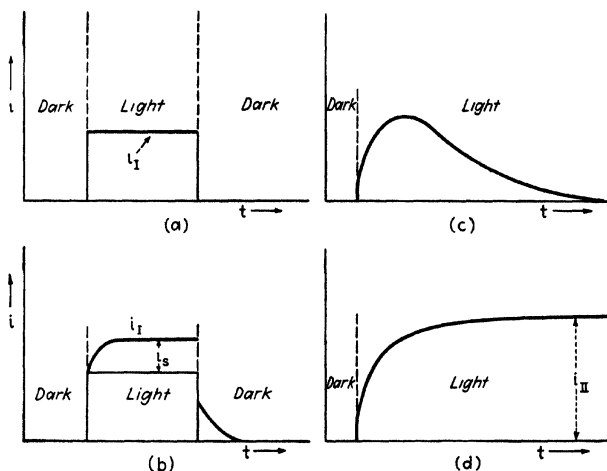 Dark
Light
Dark
i
i_I
t
(a)
Dark
Light
t
(c)
i
i_I
i_s
Dark
Light
Dark
t
(b)
Dark
Light
i_II
t
(d)